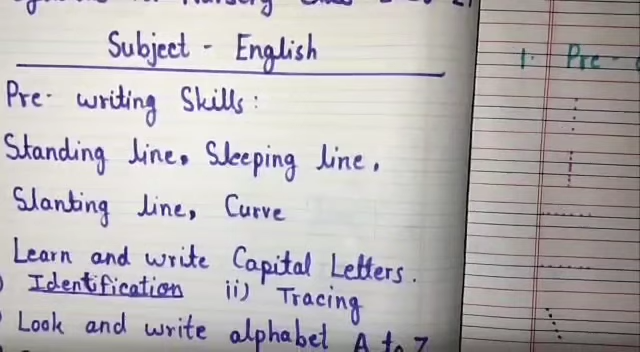 Subject - English
Pre- writing Skills:
Standing line, Sleeping line,
Slanting line, Curve
Learn and write Capital Letters.
) Identification ii) Tracing
Look and write alphabet A to Z
1. Pre -